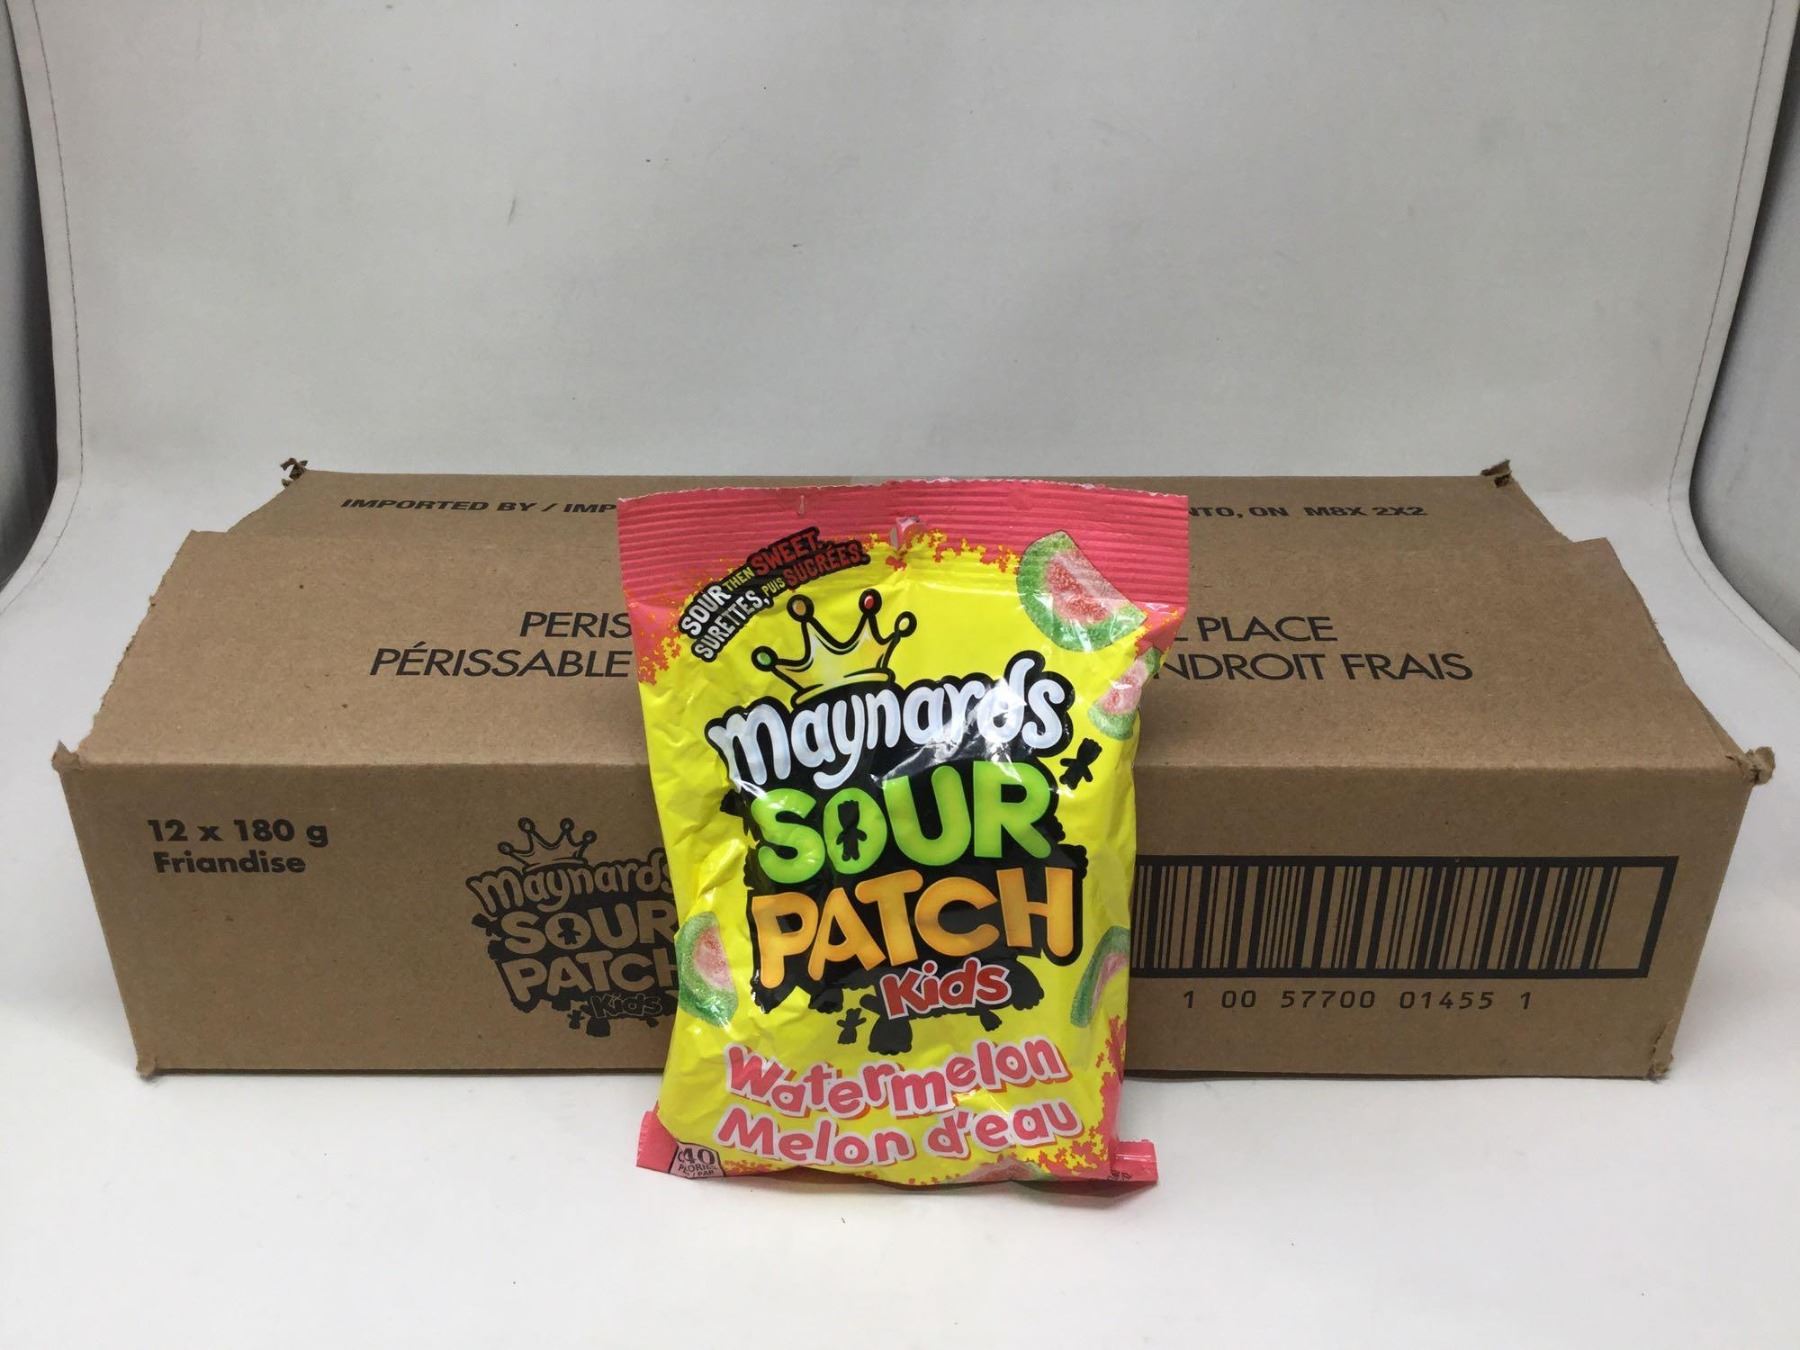 IMPORTED BY / IMP
NTO, ON M8X 2X2
PERIS
PLACE
PÉRISSABLE
NDROIT FRAIS
12 x 180 g
Friandise
maynards
SOUR
PATCH
Kids
1 00 57700 01455 1
SOUR THEN SWEET.
SURETTES, PUIS SUCRÉES.
maynards
SOUR
PATCH
Kids
Watermelon
Melon d'eau